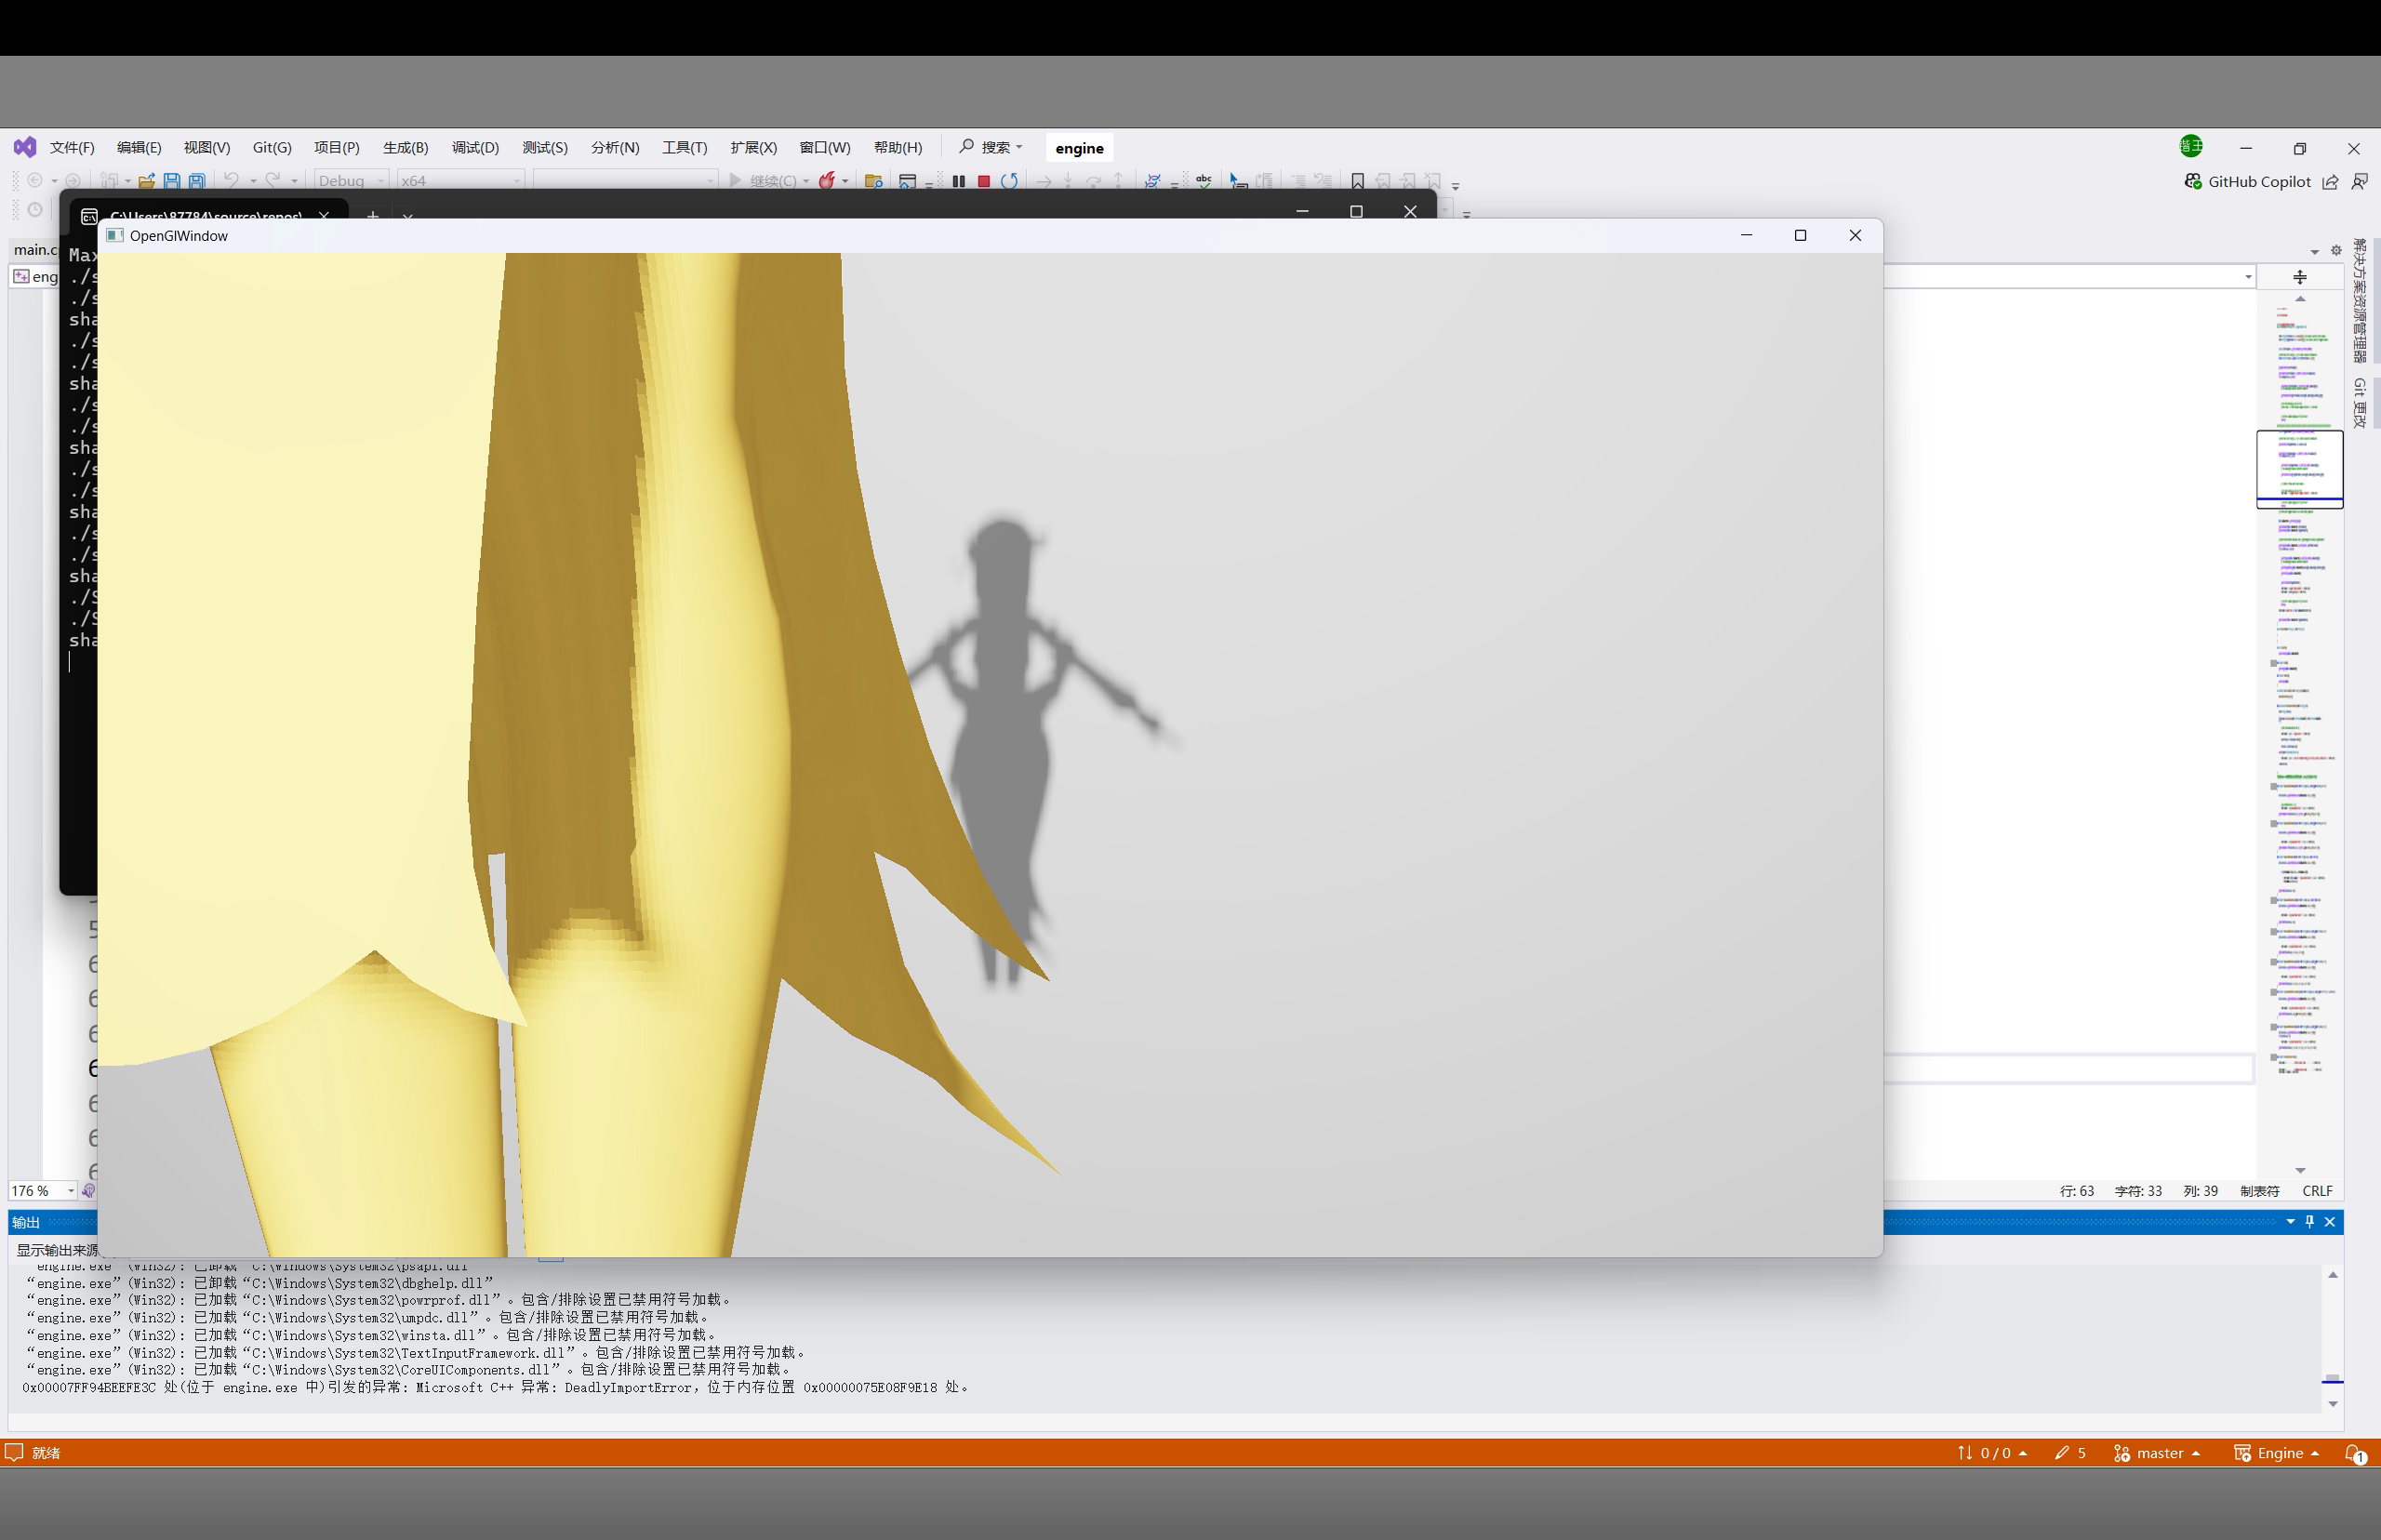 文件(F) 编辑(E) 视图(V) Git(G) 项目(P) 生成(B) 调试(D) 测试(S) 分析(N) 工具(T) 扩展(X) 窗口(W) 帮助(H) 搜索 engine
Debug x64 继续(C) abc GitHub Copilot
C:\Users\87784\source\repos\
OpenGlWindow
main.c
Max
eng
./s
./s
sha
./s
./s
sha
./s
./s
sha
./s
./s
sha
./s
./s
sha
./S
./S
sha
解决方案资源管理器
Git 更改
5
6
6
6
6
6
6
6
176 %
行: 63 字符: 33 列: 39 制表符 CRLF
输出
显示输出来源
“engine.exe”(Win32): 已卸载“C:\Windows\System32\psapi.dll”
“engine.exe”(Win32): 已卸载“C:\Windows\System32\dbghelp.dll”
“engine.exe”(Win32): 已加载“C:\Windows\System32\powrprof.dll”。包含/排除设置已禁用符号加载。
“engine.exe”(Win32): 已加载“C:\Windows\System32\umpdc.dll”。包含/排除设置已禁用符号加载。
“engine.exe”(Win32): 已加载“C:\Windows\System32\winsta.dll”。包含/排除设置已禁用符号加载。
“engine.exe”(Win32): 已加载“C:\Windows\System32\TextInputFramework.dll”。包含/排除设置已禁用符号加载。
“engine.exe”(Win32): 已加载“C:\Windows\System32\CoreUIComponents.dll”。包含/排除设置已禁用符号加载。
0x00007FF94BEEFE3C 处(位于 engine.exe 中)引发的异常: Microsoft C++ 异常: DeadlyImportError，位于内存位置 0x00000075E08F9E18 处。
就绪 0 / 0 5 master Engine 1